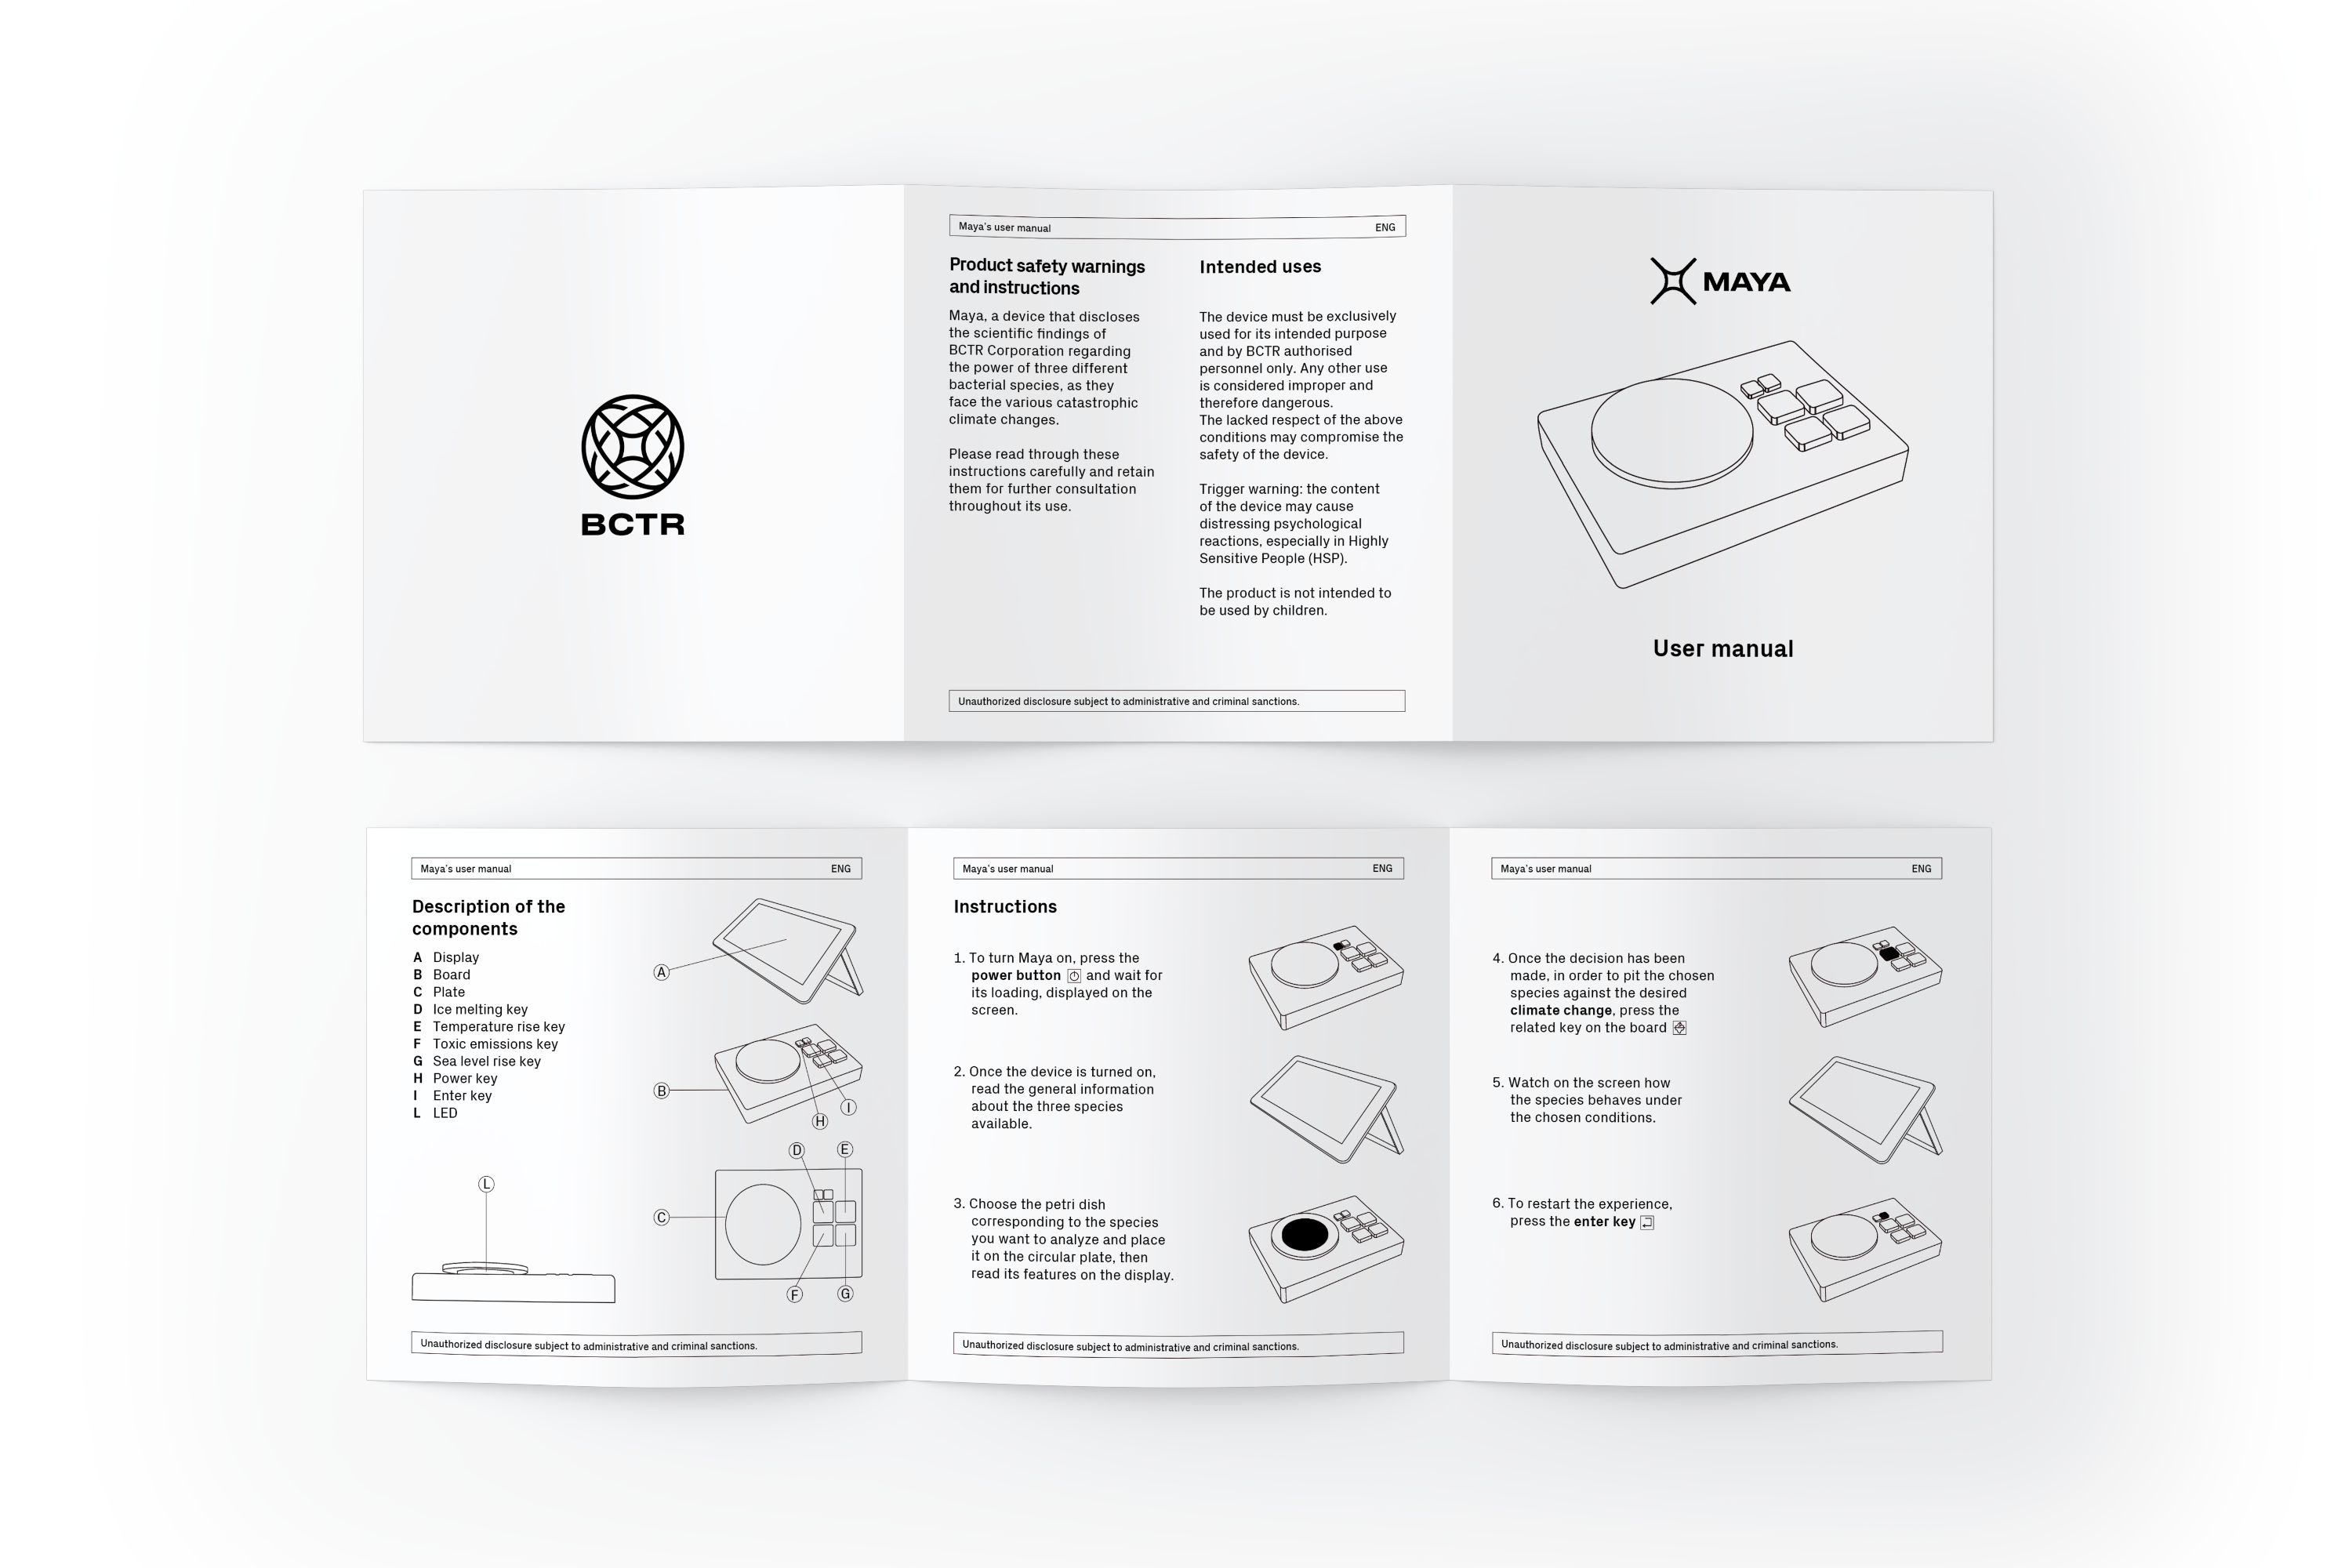 BCTR
Maya's user manual ENG
Product safety warnings
and instructions
Maya, a device that discloses
the scientific findings of
BCTR Corporation regarding
the power of three different
bacterial species, as they
face the various catastrophic
climate changes.
Please read through these
instructions carefully and retain
them for further consultation
throughout its use.
Intended uses
The device must be exclusively
used for its intended purpose
and by BCTR authorised
personnel only. Any other use
is considered improper and
therefore dangerous.
The lacked respect of the above
conditions may compromise the
safety of the device.
Trigger warning: the content
of the device may cause
distressing psychological
reactions, especially in Highly
Sensitive People (HSP).
The product is not intended to
be used by children.
Unauthorized disclosure subject to administrative and criminal sanctions.
MAYA
User manual
Maya's user manual ENG
Description of the
components
A Display
B Board
C Plate
D Ice melting key
E Temperature rise key
F Toxic emissions key
G Sea level rise key
H Power key
I Enter key
L LED
A
B
I
H
D E
L
C
F G
Unauthorized disclosure subject to administrative and criminal sanctions.
Maya's user manual ENG
Instructions
1. To turn Maya on, press the
power button and wait for
its loading, displayed on the
screen.
2. Once the device is turned on,
read the general information
about the three species
available.
3. Choose the petri dish
corresponding to the species
you want to analyze and place
it on the circular plate, then
read its features on the display.
Unauthorized disclosure subject to administrative and criminal sanctions.
Maya's user manual ENG
4. Once the decision has been
made, in order to pit the chosen
species against the desired
climate change, press the
related key on the board
5. Watch on the screen how
the species behaves under
the chosen conditions.
6. To restart the experience,
press the enter key
Unauthorized disclosure subject to administrative and criminal sanctions.